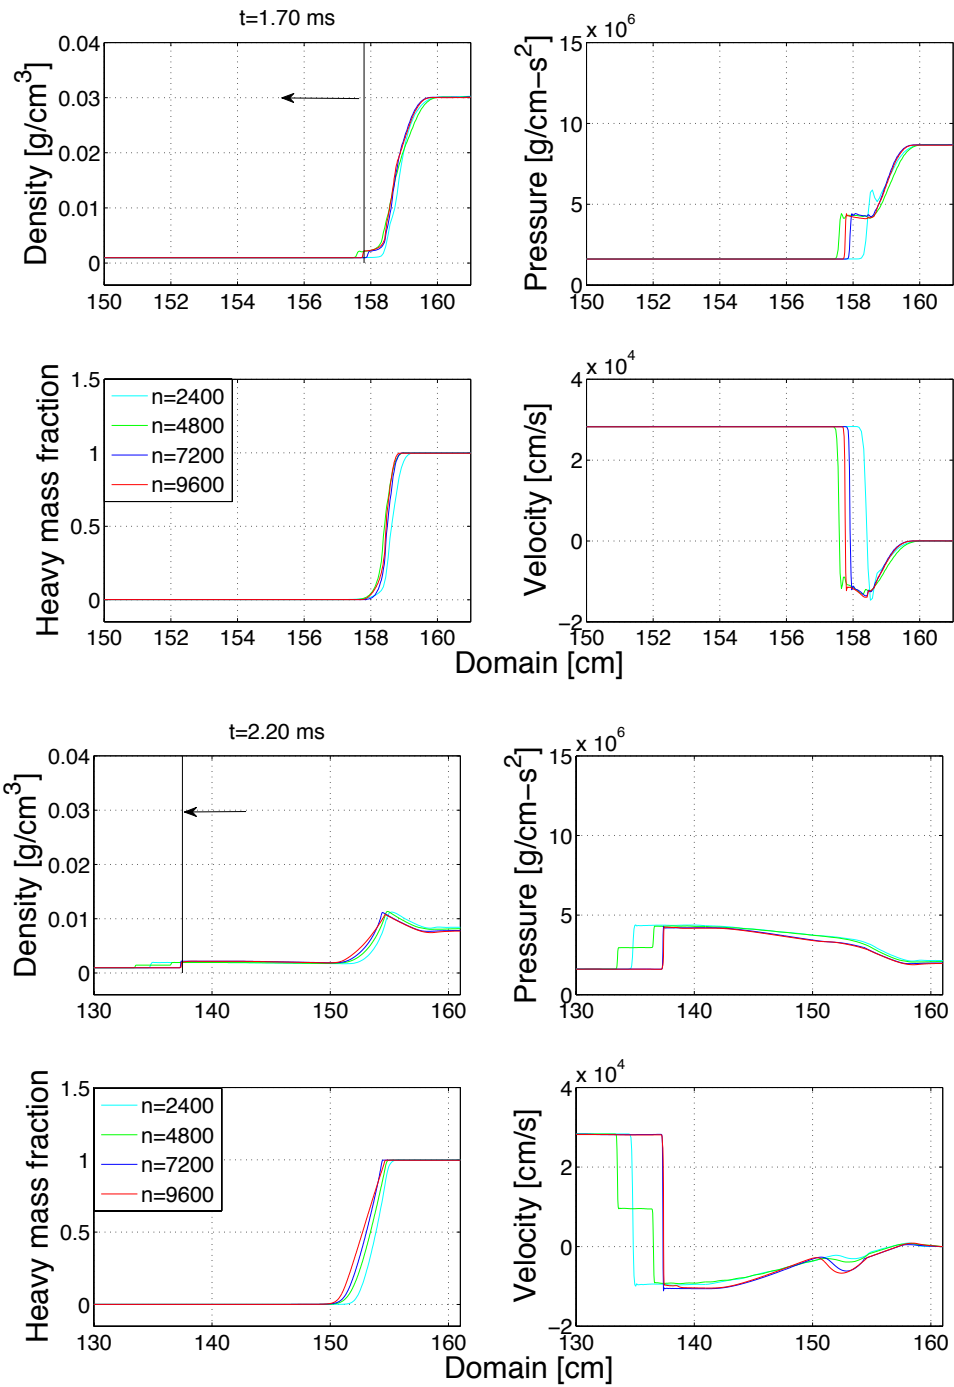 t=1.70 ms
Density [g/cm3]
0.04
0.03
0.02
0.01
0
150 152 154 156 158 160
x 10^6
Pressure [g/cm−s2]
15
10
5
0
150 152 154 156 158 160
Heavy mass fraction
1.5
1
0.5
0
n=2400
n=4800
n=7200
n=9600
150 152 154 156 158 160
x 10^4
Velocity [cm/s]
4
2
0
−2
150 152 154 156 158 160
Domain [cm]
t=2.20 ms
Density [g/cm3]
0.04
0.03
0.02
0.01
0
130 140 150 160
x 10^6
Pressure [g/cm−s2]
15
10
5
0
130 140 150 160
Heavy mass fraction
1.5
1
0.5
0
n=2400
n=4800
n=7200
n=9600
130 140 150 160
x 10^4
Velocity [cm/s]
4
2
0
−2
130 140 150 160
Domain [cm]